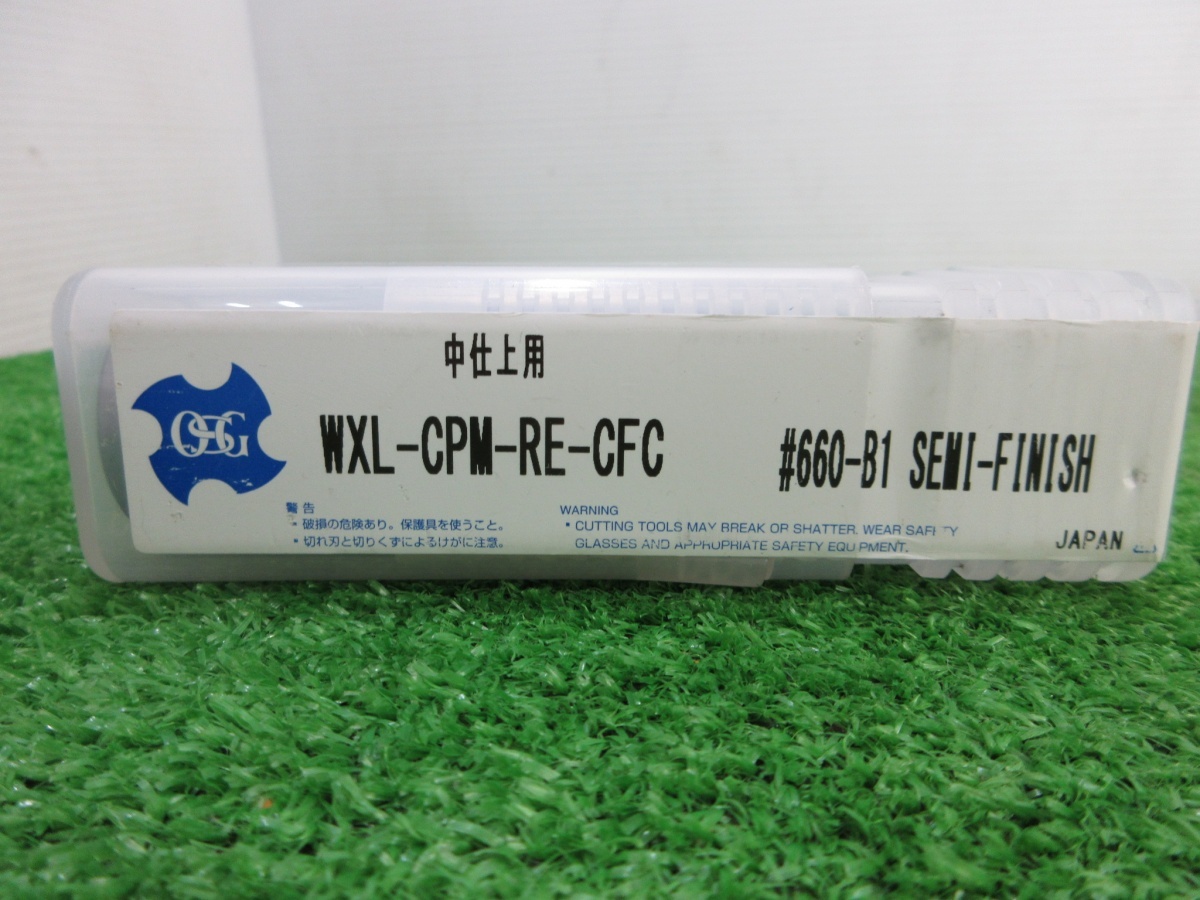 中仕上用
OSG
WXL-CPM-RE-CFC
#660-B1 SEMI-FINISH
警告
・破損の危険あり。保護具を使うこと。
・切れ刃と切りくずによるけがに注意。
WARNING
・CUTTING TOOLS MAY BREAK OR SHATTER. WEAR SAFETY
GLASSES AND APPROPRIATE SAFETY EQUIPMENT.
JAPAN